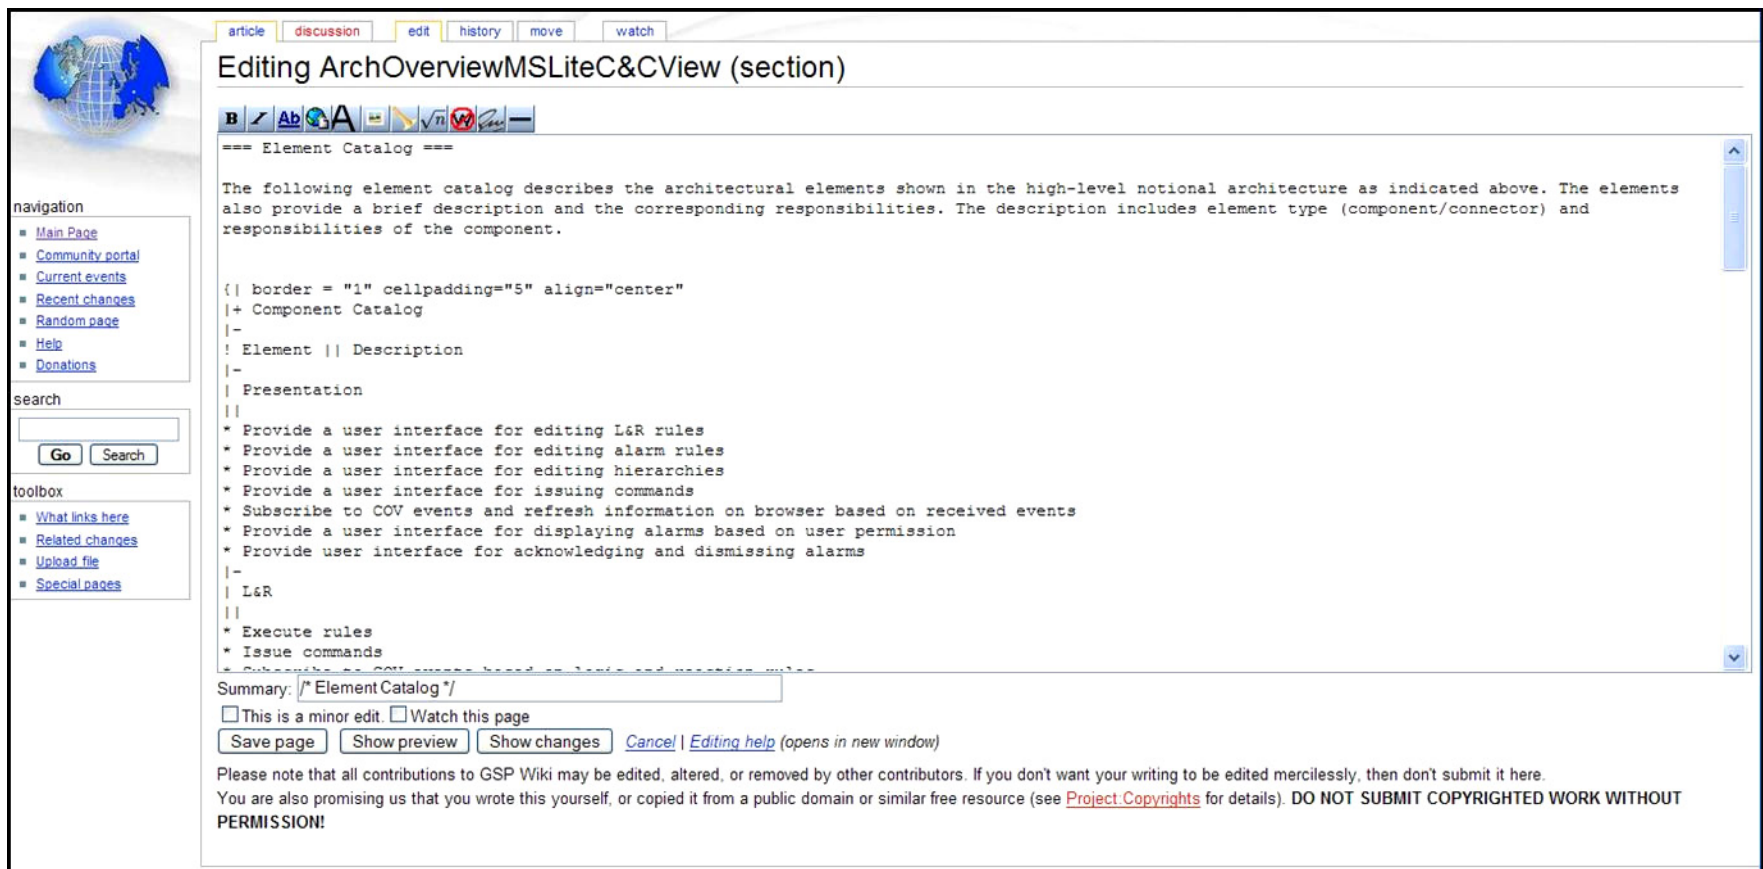 article discussion edit history move watch
Editing ArchOverviewMSLiteC&CView (section)
B I Ab A √n W
navigation
Main Page
Community portal
Current events
Recent changes
Random page
Help
Donations
search
Go Search
toolbox
What links here
Related changes
Upload file
Special pages
=== Element Catalog ===
The following element catalog describes the architectural elements shown in the high-level notional architecture as indicated above. The elements
also provide a brief description and the corresponding responsibilities. The description includes element type (component/connector) and
responsibilities of the component.
{| border = "1" cellpadding="5" align="center"
|+ Component Catalog
|-
! Element || Description
|-
| Presentation
||
* Provide a user interface for editing L&R rules
* Provide a user interface for editing alarm rules
* Provide a user interface for editing hierarchies
* Provide a user interface for issuing commands
* Subscribe to COV events and refresh information on browser based on received events
* Provide a user interface for displaying alarms based on user permission
* Provide user interface for acknowledging and dismissing alarms
|-
| L&R
||
* Execute rules
* Issue commands
* Subscribe to COV events based on logic and reaction rules
Summary: /* Element Catalog */
This is a minor edit. Watch this page
Save page Show preview Show changes Cancel | Editing help (opens in new window)
Please note that all contributions to GSP Wiki may be edited, altered, or removed by other contributors. If you don't want your writing to be edited mercilessly, then don't submit it here.
You are also promising us that you wrote this yourself, or copied it from a public domain or similar free resource (see Project:Copyrights for details). DO NOT SUBMIT COPYRIGHTED WORK WITHOUT
PERMISSION!